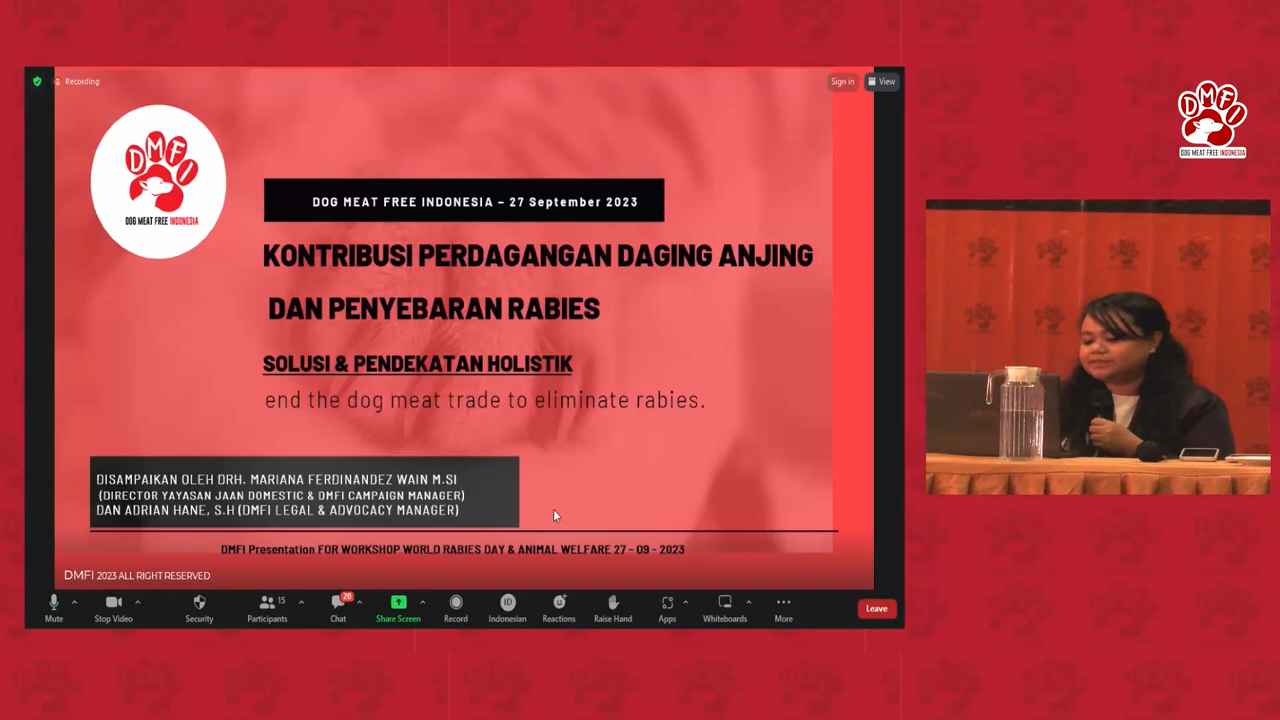 Recording
Sign in
View
DMFI
DOG MEAT FREE INDONESIA
DOG MEAT FREE INDONESIA – 27 September 2023
KONTRIBUSI PERDAGANGAN DAGING ANJING
DAN PENYEBARAN RABIES
SOLUSI & PENDEKATAN HOLISTIK
end the dog meat trade to eliminate rabies.
DISAMPAIKAN OLEH DRH. MARIANA FERDINANDEZ WAIN M.SI
(DIRECTOR YAYASAN JAAN DOMESTIC & DMFI CAMPAIGN MANAGER)
DAN ADRIAN HANE, S.H (DMFI LEGAL & ADVOCACY MANAGER)
DMFI Presentation FOR WORKSHOP WORLD RABIES DAY & ANIMAL WELFARE 27 – 09 - 2023
DMFI 2023 ALL RIGHT RESERVED
Mute
Stop Video
Security
Participants
15
Chat
20
Share Screen
Record
ID
Indonesian
Reactions
Raise Hand
Apps
Whiteboards
More
Leave
DMFI
DOG MEAT FREE INDONESIA